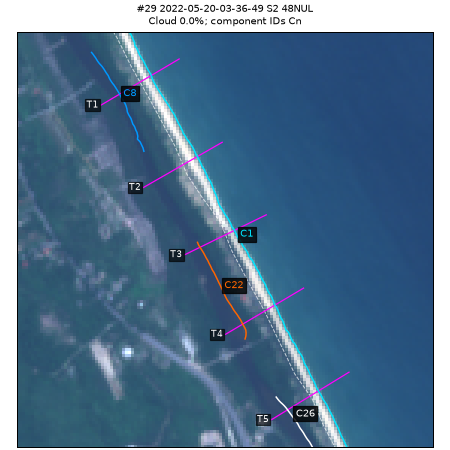 #29 2022-05-20-03-36-49 S2 48NUL
Cloud 0.0%; component IDs Cn
C8
T1
T2
C1
T3
C22
T4
C26
T5